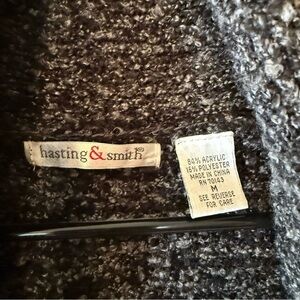 hasting&smith®
84% ACRYLIC
16% POLYESTER
MADE IN CHINA
RN 70143
M
SEE REVERSE
FOR CARE